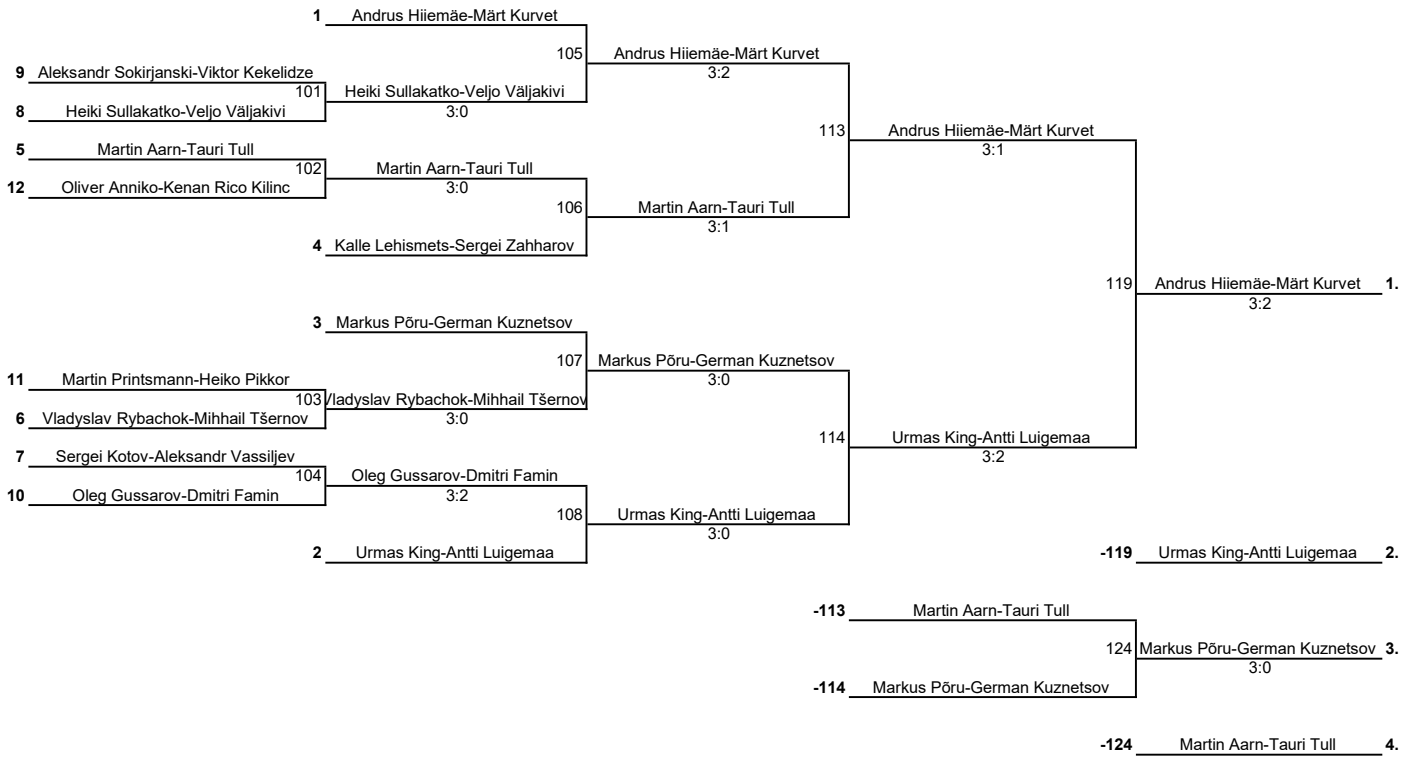 1 Andrus Hiiemäe-Märt Kurvet
105 Andrus Hiiemäe-Märt Kurvet
3:2
9 Aleksandr Sokirjanski-Viktor Kekelidze
101 Heiki Sullakatko-Veljo Väljakivi
3:0
8 Heiki Sullakatko-Veljo Väljakivi
113 Andrus Hiiemäe-Märt Kurvet
3:1
5 Martin Aarn-Tauri Tull
102 Martin Aarn-Tauri Tull
3:0
12 Oliver Anniko-Kenan Rico Kilinc
106 Martin Aarn-Tauri Tull
3:1
4 Kalle Lehismets-Sergei Zahharov
119 Andrus Hiiemäe-Märt Kurvet 1.
3:2
3 Markus Põru-German Kuznetsov
107 Markus Põru-German Kuznetsov
3:0
11 Martin Printsmann-Heiko Pikkor
103 Vladyslav Rybachok-Mihhail Tšernov
3:0
6 Vladyslav Rybachok-Mihhail Tšernov
114 Urmas King-Antti Luigemaa
3:2
7 Sergei Kotov-Aleksandr Vassiljev
104 Oleg Gussarov-Dmitri Famin
3:2
10 Oleg Gussarov-Dmitri Famin
108 Urmas King-Antti Luigemaa
3:0
2 Urmas King-Antti Luigemaa
-119 Urmas King-Antti Luigemaa 2.
-113 Martin Aarn-Tauri Tull
124 Markus Põru-German Kuznetsov 3.
3:0
-114 Markus Põru-German Kuznetsov
-124 Martin Aarn-Tauri Tull 4.